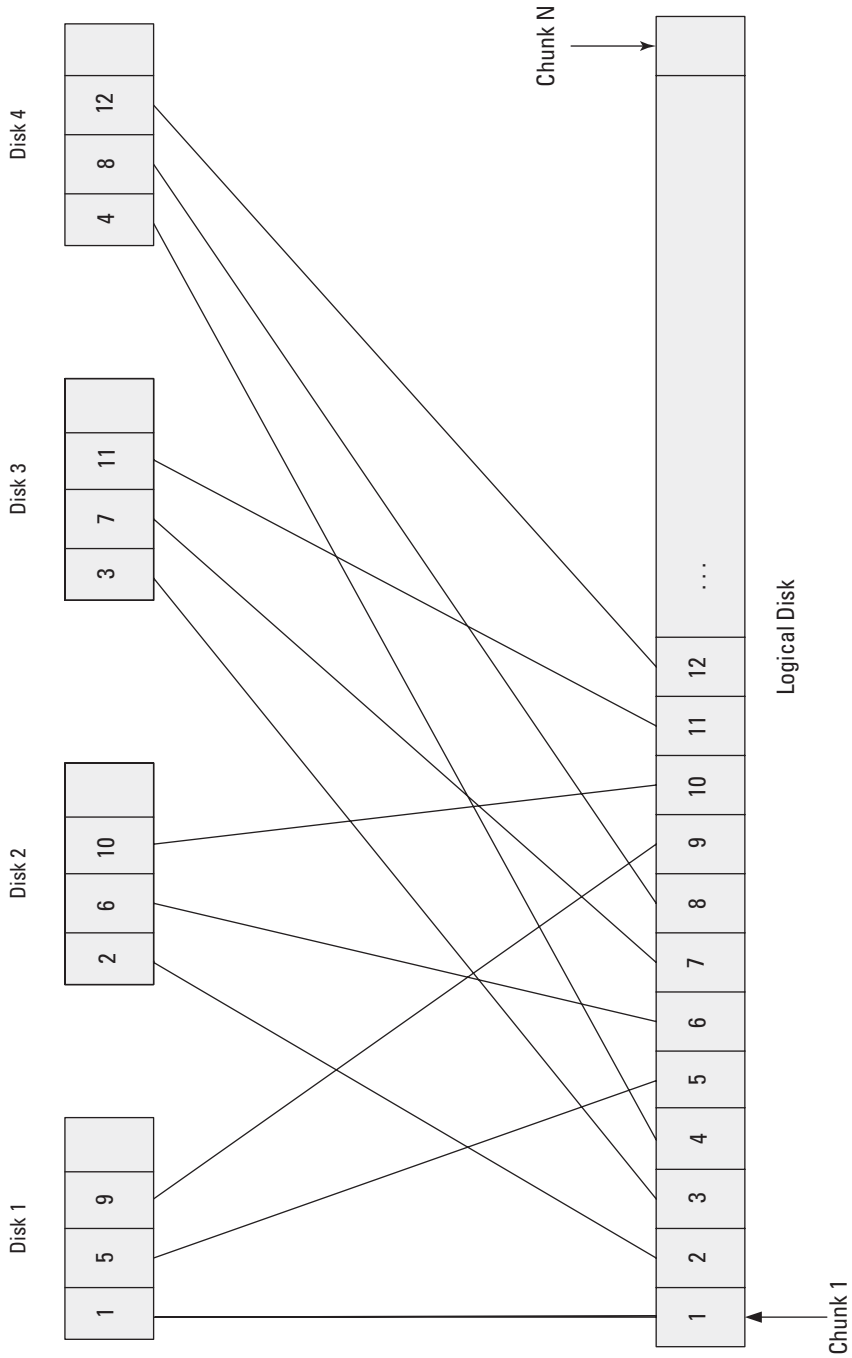 Disk 1 Disk 2 Disk 3 Disk 4
1 5 9 2 6 10 3 7 11 4 8 12
Chunk N
1 2 3 4 5 6 7 8 9 10 11 12 ...
Logical Disk
Chunk 1